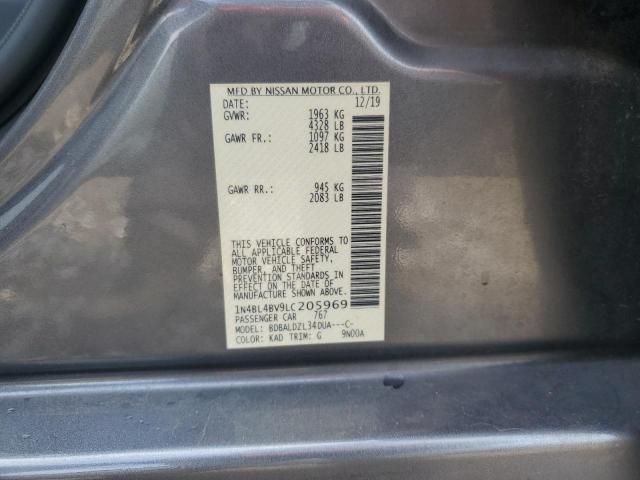 MFD BY NISSAN MOTOR CO., LTD.
DATE: 12/19
GVWR: 1963 KG
4328 LB
GAWR FR.: 1097 KG
2418 LB
GAWR RR.: 945 KG
2083 LB
THIS VEHICLE CONFORMS TO
ALL APPLICABLE FEDERAL
MOTOR VEHICLE SAFETY,
BUMPER, AND THEFT
PREVENTION STANDARDS IN
EFFECT ON THE DATE OF
MANUFACTURE SHOWN ABOVE.
1N4BL4BV9LC205969
PASSENGER CAR 767
MODEL: BDBALDZL34DUA---C-
COLOR: KAD TRIM: G 9N00A